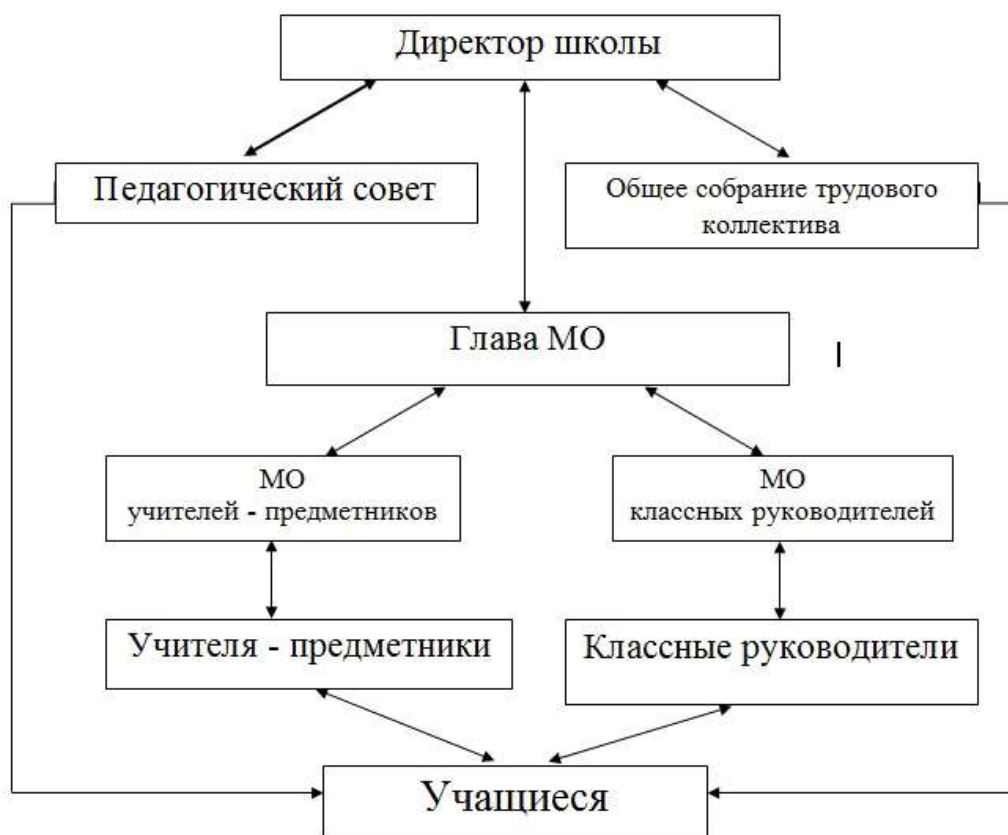 Директор школы
Педагогический совет
Общее собрание трудового
коллектива
Глава МО
МО
учителей - предметников
МО
классных руководителей
Учителя - предметники
Классные руководители
Учащиеся